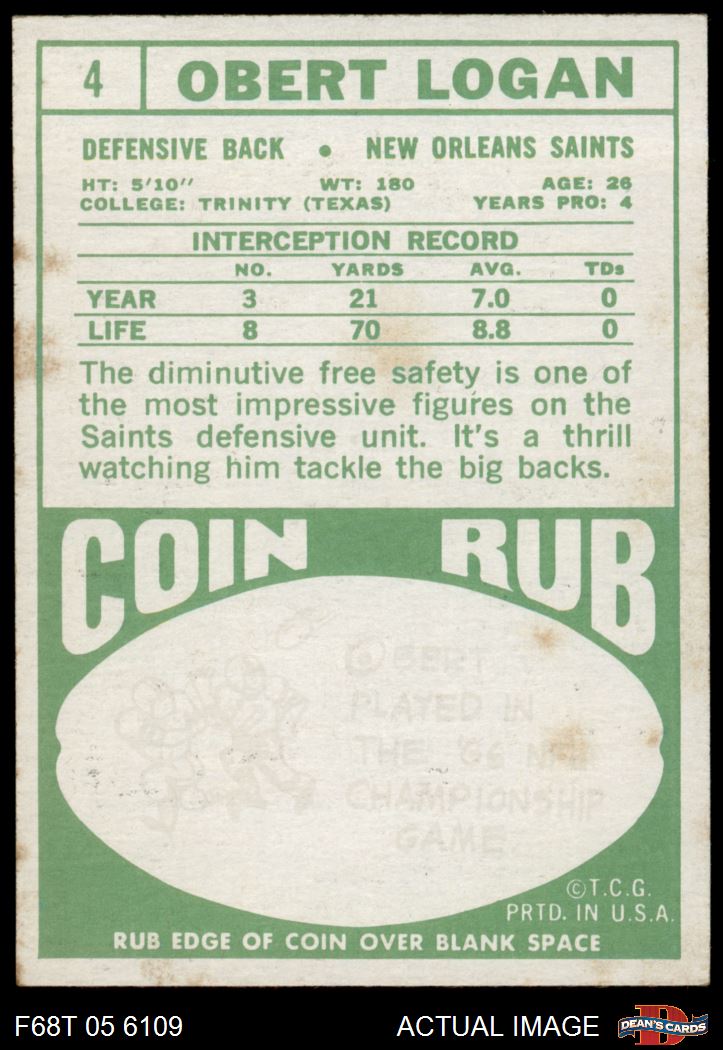 4 OBERT LOGAN
DEFENSIVE BACK • NEW ORLEANS SAINTS
HT: 5'10'' WT: 180 AGE: 26
COLLEGE: TRINITY (TEXAS) YEARS PRO: 4
INTERCEPTION RECORD
NO. YARDS AVG. TDs
YEAR 3 21 7.0 0
LIFE 8 70 8.8 0
The diminutive free safety is one of
the most impressive figures on the
Saints defensive unit. It's a thrill
watching him tackle the big backs.
COIN RUB
OBERT
PLAYED IN
THE '66 NFL
CHAMPIONSHIP
GAME.
©T.C.G.
PRTD. IN U.S.A.
RUB EDGE OF COIN OVER BLANK SPACE
F68T 05 6109 ACTUAL IMAGE
D
DEAN'S CARDS